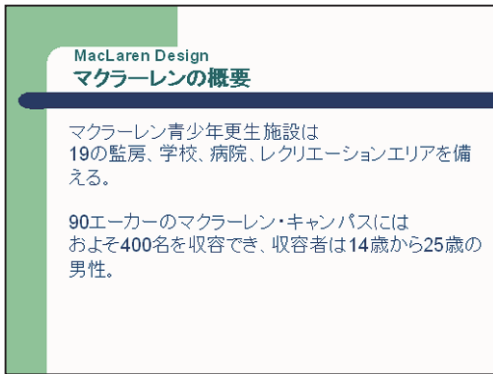 MacLaren Design
マクラーレンの概要
マクラーレン青少年更生施設は
19の監房、学校、病院、レクリエーションエリアを備
える。
90エーカーのマクラーレン・キャンパスには
およそ400名を収容でき、収容者は14歳から25歳の
男性。